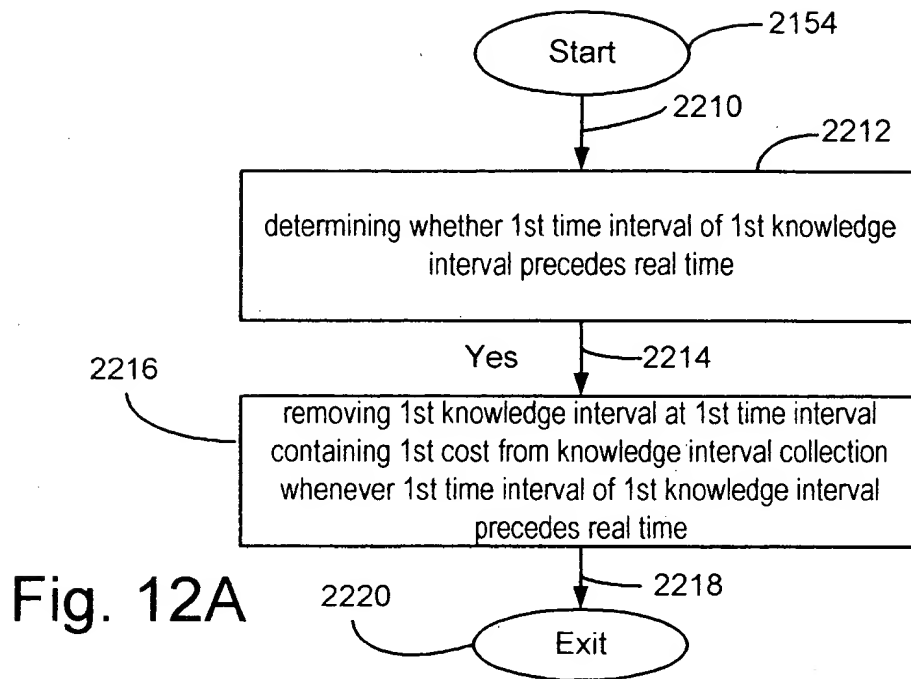 Start
2154
2210
2212
determining whether 1st time interval of 1st knowledge
interval precedes real time
Yes
2214
2216
removing 1st knowledge interval at 1st time interval
containing 1st cost from knowledge interval collection
whenever 1st time interval of 1st knowledge interval
precedes real time
2218
Fig. 12A
2220
Exit